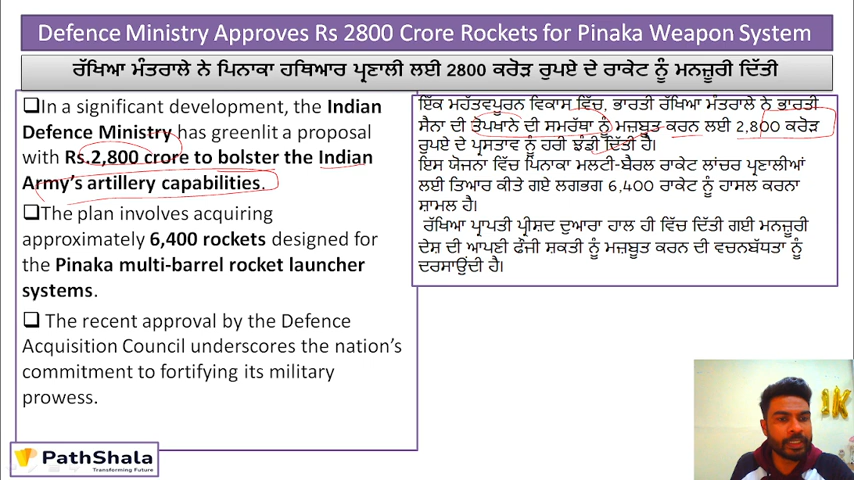 Defence Ministry Approves Rs 2800 Crore Rockets for Pinaka Weapon System
ਰੱਖਿਆ ਮੰਤਰਾਲੇ ਨੇ ਪਿਨਾਕਾ ਹਥਿਆਰ ਪ੍ਰਣਾਲੀ ਲਈ 2800 ਕਰੋੜ ਰੁਪਏ ਦੇ ਰਾਕੇਟ ਨੂੰ ਮਨਜ਼ੂਰੀ ਦਿੱਤੀ
In a significant development, the Indian
Defence Ministry has greenlit a proposal
with Rs.2,800 crore to bolster the Indian
Army's artillery capabilities.
The plan involves acquiring
approximately 6,400 rockets designed for
the Pinaka multi-barrel rocket launcher
systems.
The recent approval by the Defence
Acquisition Council underscores the nation's
commitment to fortifying its military
prowess.
ਇੱਕ ਮਹੱਤਵਪੂਰਨ ਵਿਕਾਸ ਵਿੱਚ, ਭਾਰਤੀ ਰੱਖਿਆ ਮੰਤਰਾਲੇ ਨੇ ਭਾਰਤੀ
ਸੈਨਾ ਦੀ ਤੋਪਖਾਨੇ ਦੀ ਸਮਰੱਥਾ ਨੂੰ ਮਜ਼ਬੂਤ ਕਰਨ ਲਈ 2,800 ਕਰੋੜ
ਰੁਪਏ ਦੇ ਪ੍ਰਸਤਾਵ ਨੂੰ ਹਰੀ ਝੰਡੀ ਦਿੱਤੀ ਹੈ।
ਇਸ ਯੋਜਨਾ ਵਿੱਚ ਪਿਨਾਕਾ ਮਲਟੀ-ਬੈਰਲ ਰਾਕੇਟ ਲਾਂਚਰ ਪ੍ਰਣਾਲੀਆਂ
ਲਈ ਤਿਆਰ ਕੀਤੇ ਗਏ ਲਗਭਗ 6,400 ਰਾਕੇਟ ਨੂੰ ਹਾਸਲ ਕਰਨਾ
ਸ਼ਾਮਲ ਹੈ।
ਰੱਖਿਆ ਪ੍ਰਾਪਤੀ ਪ੍ਰੀਸ਼ਦ ਦੁਆਰਾ ਹਾਲ ਹੀ ਵਿੱਚ ਦਿੱਤੀ ਗਈ ਮਨਜ਼ੂਰੀ
ਦੇਸ਼ ਦੀ ਆਪਣੀ ਫੌਜੀ ਸ਼ਕਤੀ ਨੂੰ ਮਜ਼ਬੂਤ ਕਰਨ ਦੀ ਵਚਨਬੱਧਤਾ ਨੂੰ
ਦਰਸਾਉਂਦੀ ਹੈ।
PathShala
Transforming Future
1K